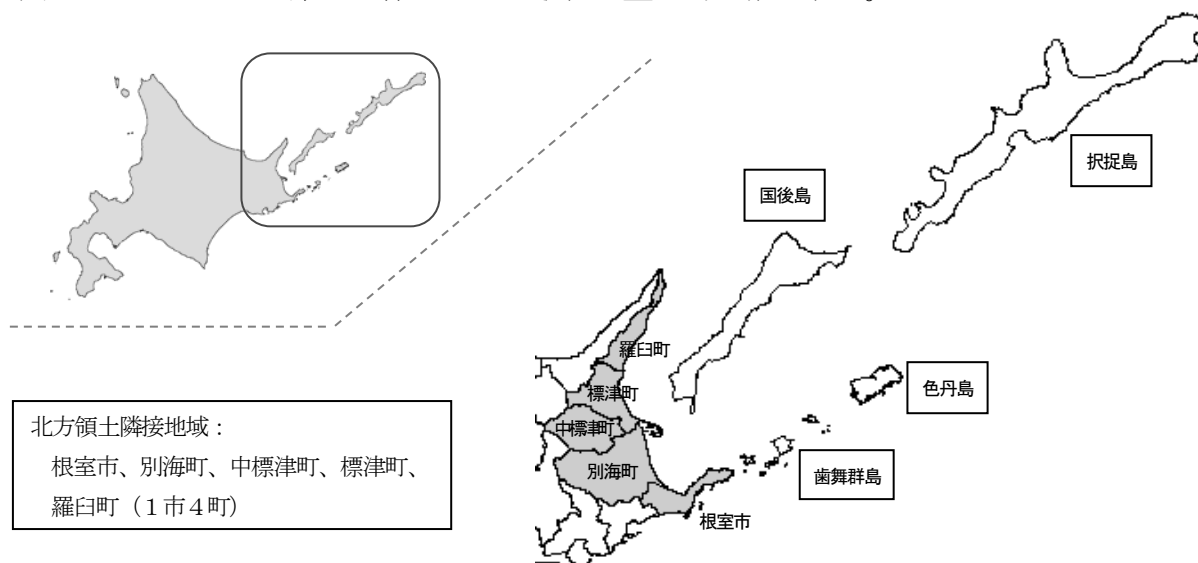 択捉島
国後島
羅臼町
色丹島
標津町
中標津町
別海町
歯舞群島
根室市
北方領土隣接地域：
根室市、別海町、中標津町、標津町、
羅臼町（１市４町）